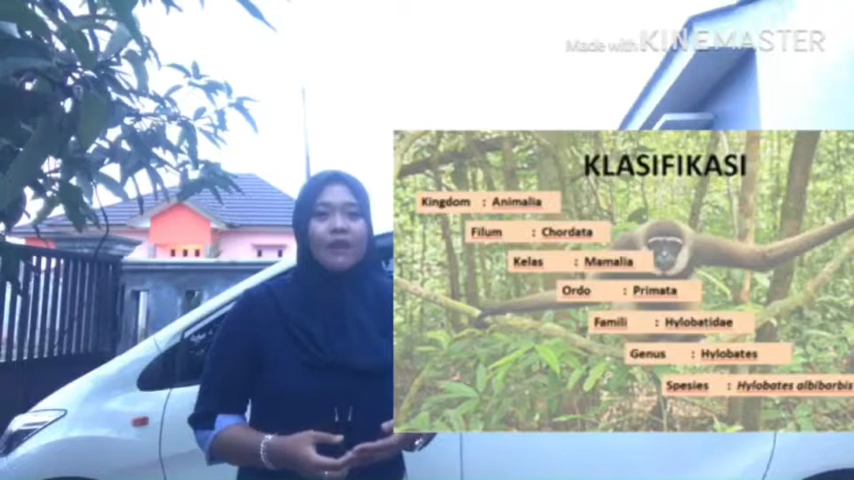 Made with KINEMASTER
KLASIFIKASI
Kingdom : Animalia
Filum : Chordata
Kelas : Mamalia
Ordo : Primata
Famili : Hylobatidae
Genus : Hylobates
Spesies : Hylobates albibarbis